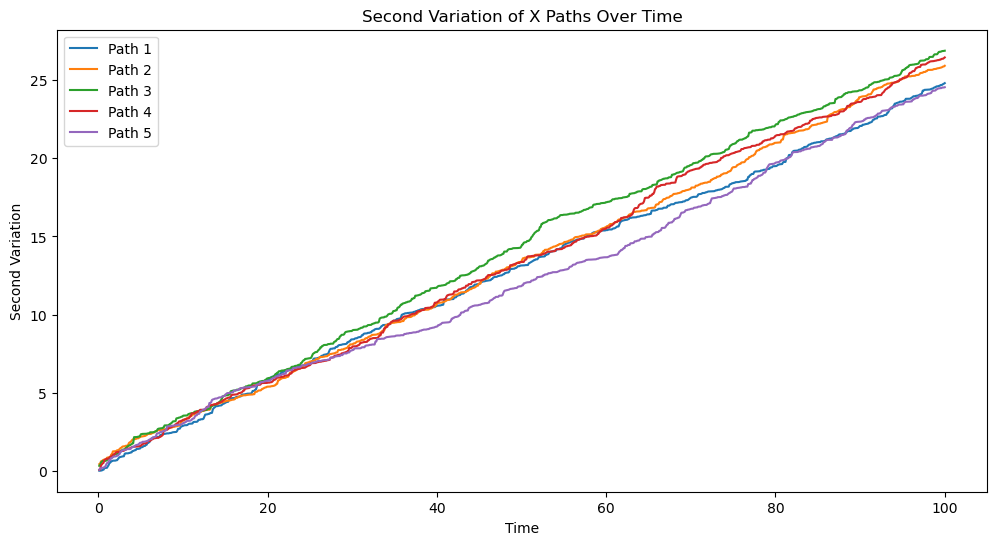 Second Variation of X Paths Over Time
Path 1
Path 2
Path 3
Path 4
Path 5
Second Variation
25
20
15
10
5
0
0 20 40 60 80 100
Time